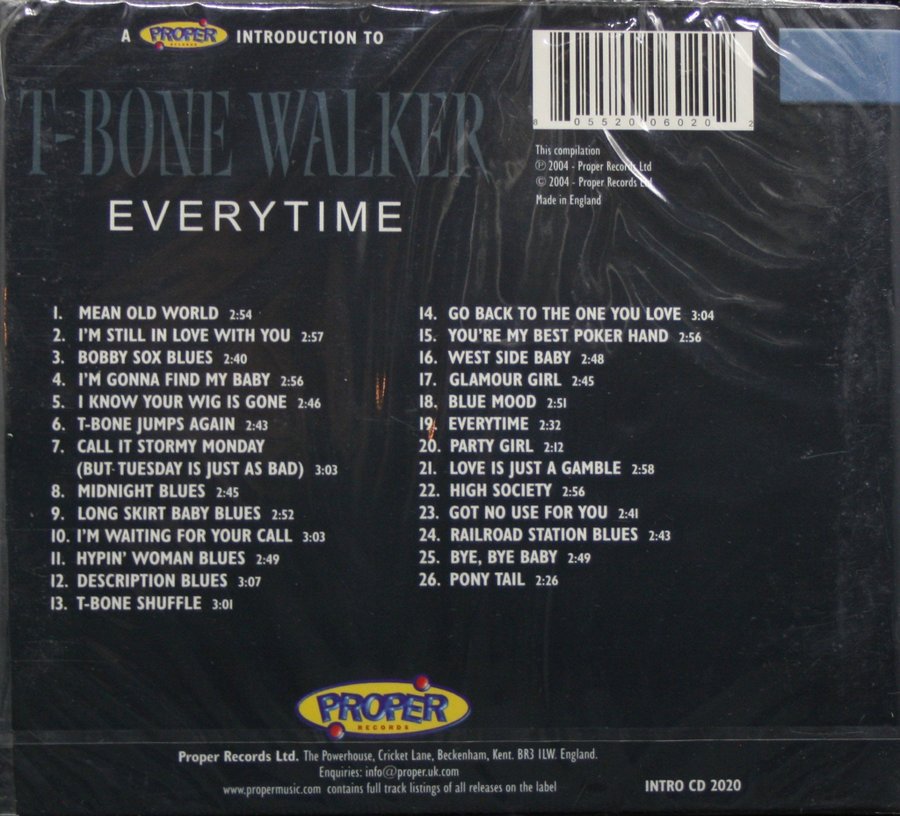 A PROPER RECORDS INTRODUCTION TO
T-BONE WALKER
EVERYTIME
8 05520 06020 2
This compilation
℗ 2004 - Proper Records Ltd
© 2004 - Proper Records Ltd
Made in England
1. MEAN OLD WORLD 2:54
2. I'M STILL IN LOVE WITH YOU 2:57
3. BOBBY SOX BLUES 2:40
4. I'M GONNA FIND MY BABY 2:56
5. I KNOW YOUR WIG IS GONE 2:46
6. T-BONE JUMPS AGAIN 2:43
7. CALL IT STORMY MONDAY
(BUT TUESDAY IS JUST AS BAD) 3:03
8. MIDNIGHT BLUES 2:45
9. LONG SKIRT BABY BLUES 2:52
10. I'M WAITING FOR YOUR CALL 3:03
11. HYPIN' WOMAN BLUES 2:49
12. DESCRIPTION BLUES 3:07
13. T-BONE SHUFFLE 3:01
14. GO BACK TO THE ONE YOU LOVE 3:04
15. YOU'RE MY BEST POKER HAND 2:56
16. WEST SIDE BABY 2:48
17. GLAMOUR GIRL 2:45
18. BLUE MOOD 2:51
19. EVERYTIME 2:32
20. PARTY GIRL 2:12
21. LOVE IS JUST A GAMBLE 2:58
22. HIGH SOCIETY 2:56
23. GOT NO USE FOR YOU 2:41
24. RAILROAD STATION BLUES 2:43
25. BYE, BYE BABY 2:49
26. PONY TAIL 2:26
PROPER
RECORDS
Proper Records Ltd. The Powerhouse, Cricket Lane, Beckenham, Kent. BR3 1LW. England.
Enquiries: info@proper.uk.com
www.propermusic.com contains full track listings of all releases on the label
INTRO CD 2020